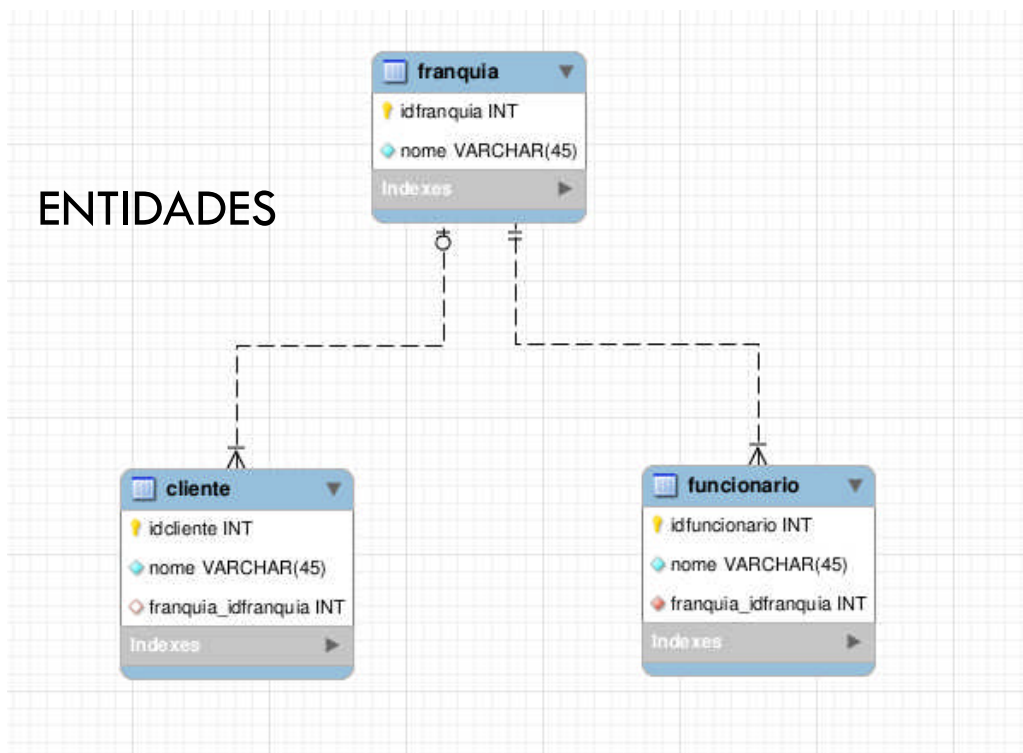 ENTIDADES
franquia
idfranquia INT
nome VARCHAR(45)
Indexes
cliente
idcliente INT
nome VARCHAR(45)
franquia_idfranquia INT
Indexes
funcionario
idfuncionario INT
nome VARCHAR(45)
franquia_idfranquia INT
Indexes